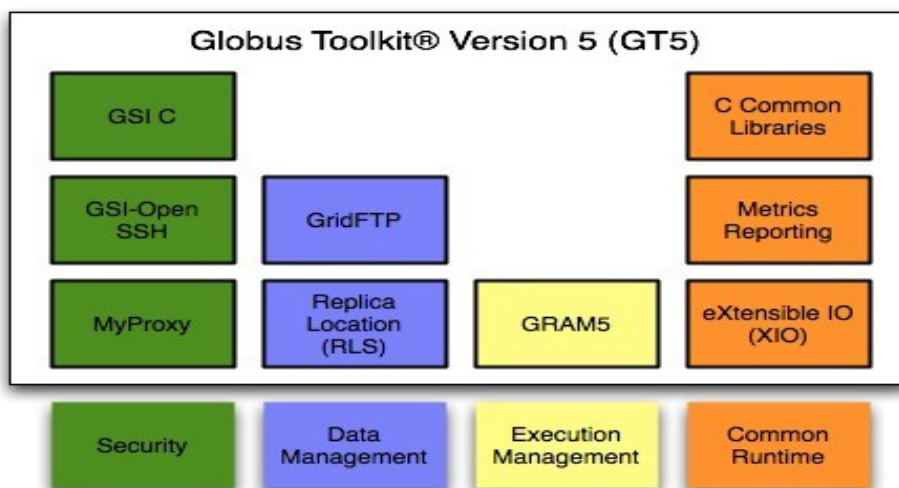 Globus Toolkit® Version 5 (GT5)
GSI C
C Common
Libraries
GSI-Open
SSH
GridFTP
Metrics
Reporting
MyProxy
Replica
Location
(RLS)
GRAM5
eXtensible IO
(XIO)
Security
Data
Management
Execution
Management
Common
Runtime